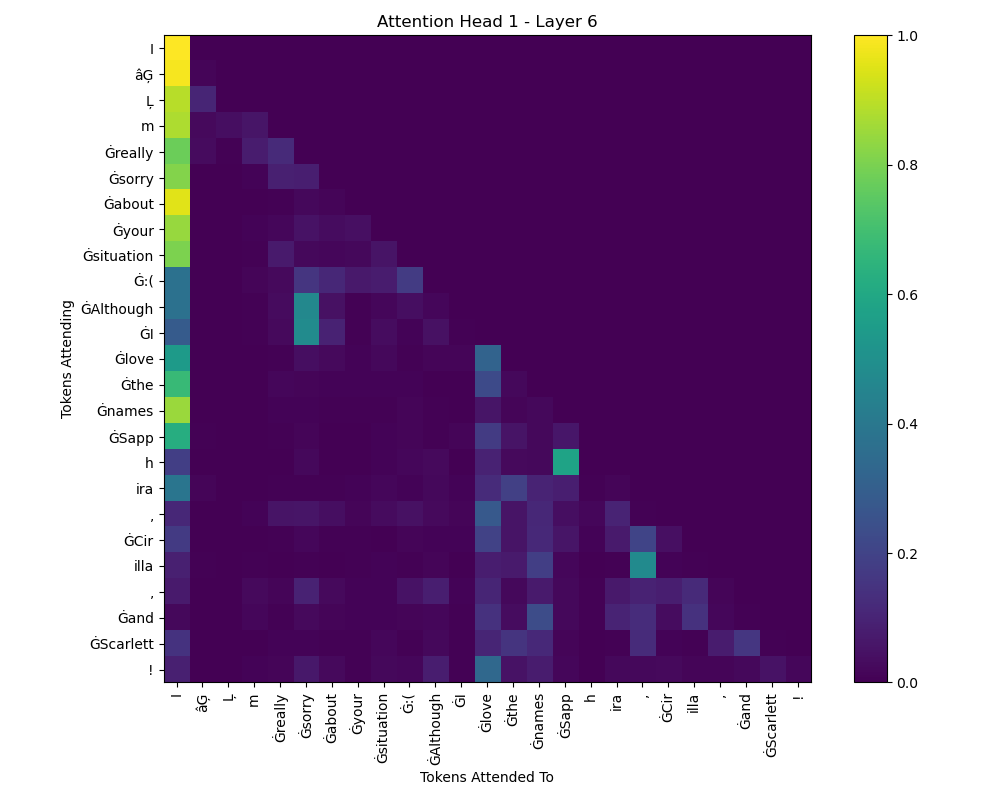 Attention Head 1 - Layer 6
Tokens Attending
I
âĢ
Ļ
m
Ġreally
Ġsorry
Ġabout
Ġyour
Ġsituation
Ġ:(
ĠAlthough
ĠI
Ġlove
Ġthe
Ġnames
ĠSapp
h
ira
,
ĠCir
illa
,
Ġand
ĠScarlett
!
I
âĢ
Ļ
m
Ġreally
Ġsorry
Ġabout
Ġyour
Ġsituation
Ġ:(
ĠAlthough
ĠI
Ġlove
Ġthe
Ġnames
ĠSapp
h
ira
,
ĠCir
illa
,
Ġand
ĠScarlett
!
Tokens Attended To
1.0
0.8
0.6
0.4
0.2
0.0